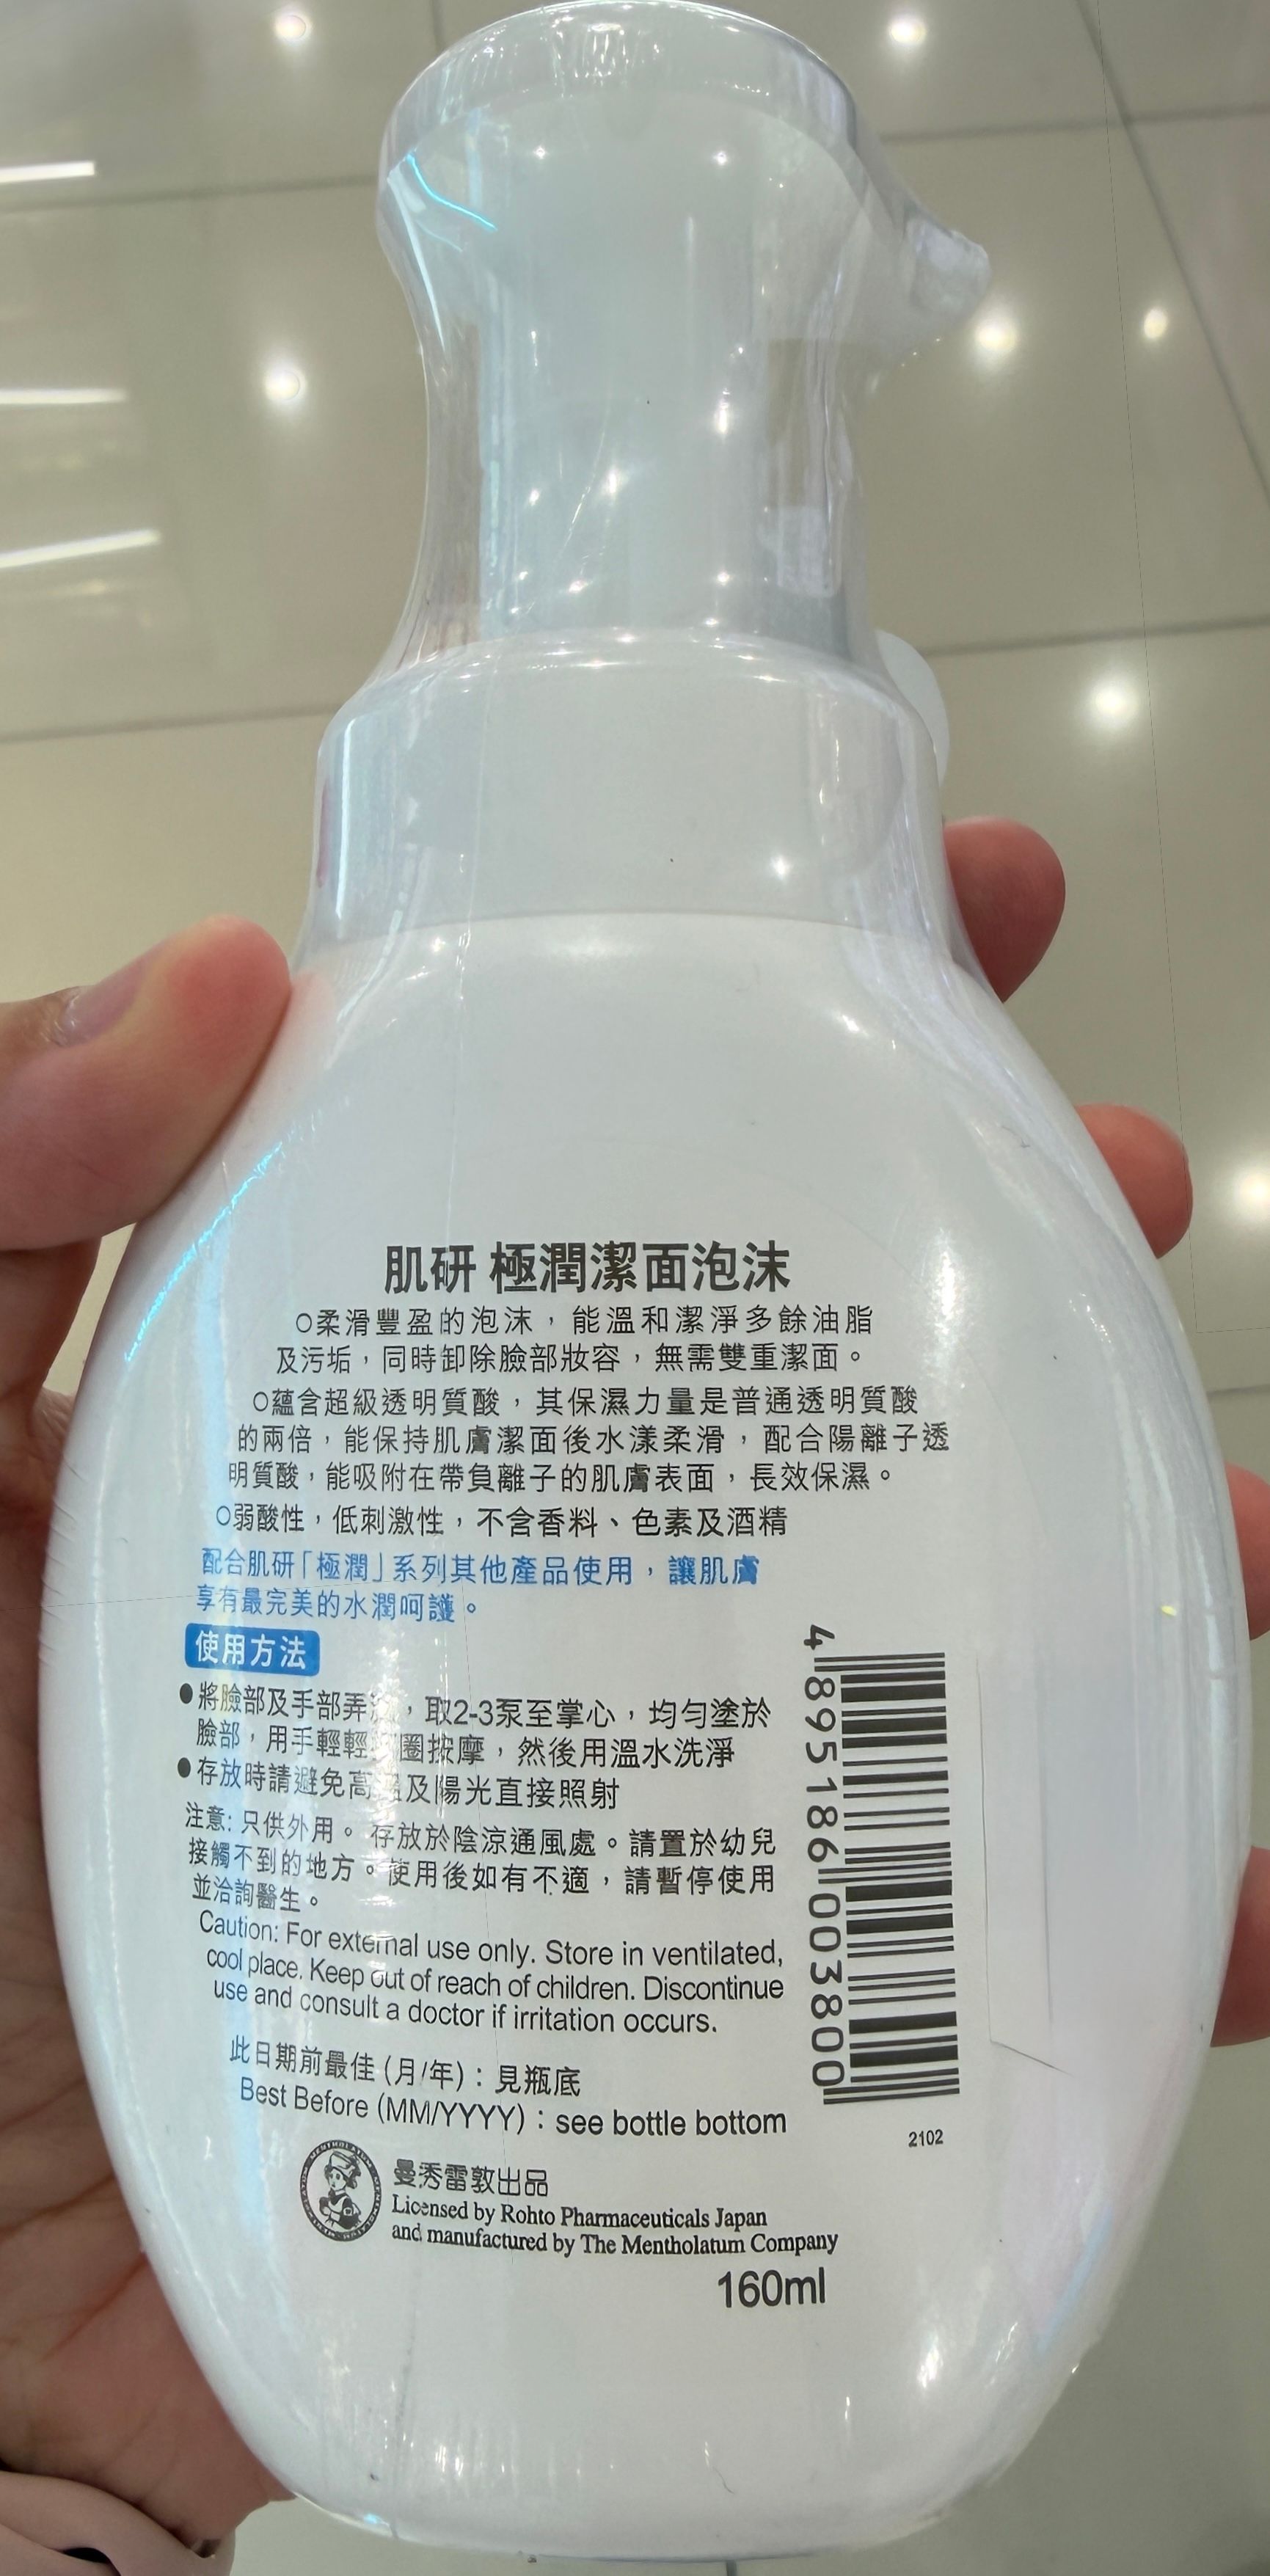 肌研 極潤潔面泡沫
○柔滑豐盈的泡沫，能溫和潔淨多餘油脂
及污垢，同時卸除臉部妝容，無需雙重潔面。
○蘊含超級透明質酸，其保濕力量是普通透明質酸
的兩倍，能保持肌膚潔面後水漾柔滑，配合陽離子透
明質酸，能吸附在帶負離子的肌膚表面，長效保濕。
○弱酸性，低刺激性，不含香料、色素及酒精
配合肌研「極潤」系列其他產品使用，讓肌膚
享有最完美的水潤呵護。
使用方法
●將臉部及手部弄，取2-3泵至掌心，均勻塗於
臉部，用手輕輕圈按摩，然後用溫水洗淨
●存放時請避免高及陽光直接照射
注意: 只供外用。存放於陰涼通風處。請置於幼兒
接觸不到的地方。使用後如有不適，請暫停使用
並洽詢醫生。
Caution: For external use only. Store in ventilated,
cool place. Keep out of reach of children. Discontinue
use and consult a doctor if irritation occurs.
此日期前最佳 (月/年)：見瓶底
Best Before (MM/YYYY)：see bottle bottom
曼秀雷敦出品
Licensed by Rohto Pharmaceuticals Japan
and manufactured by The Mentholatum Company
160ml
4 895186 003800
2102